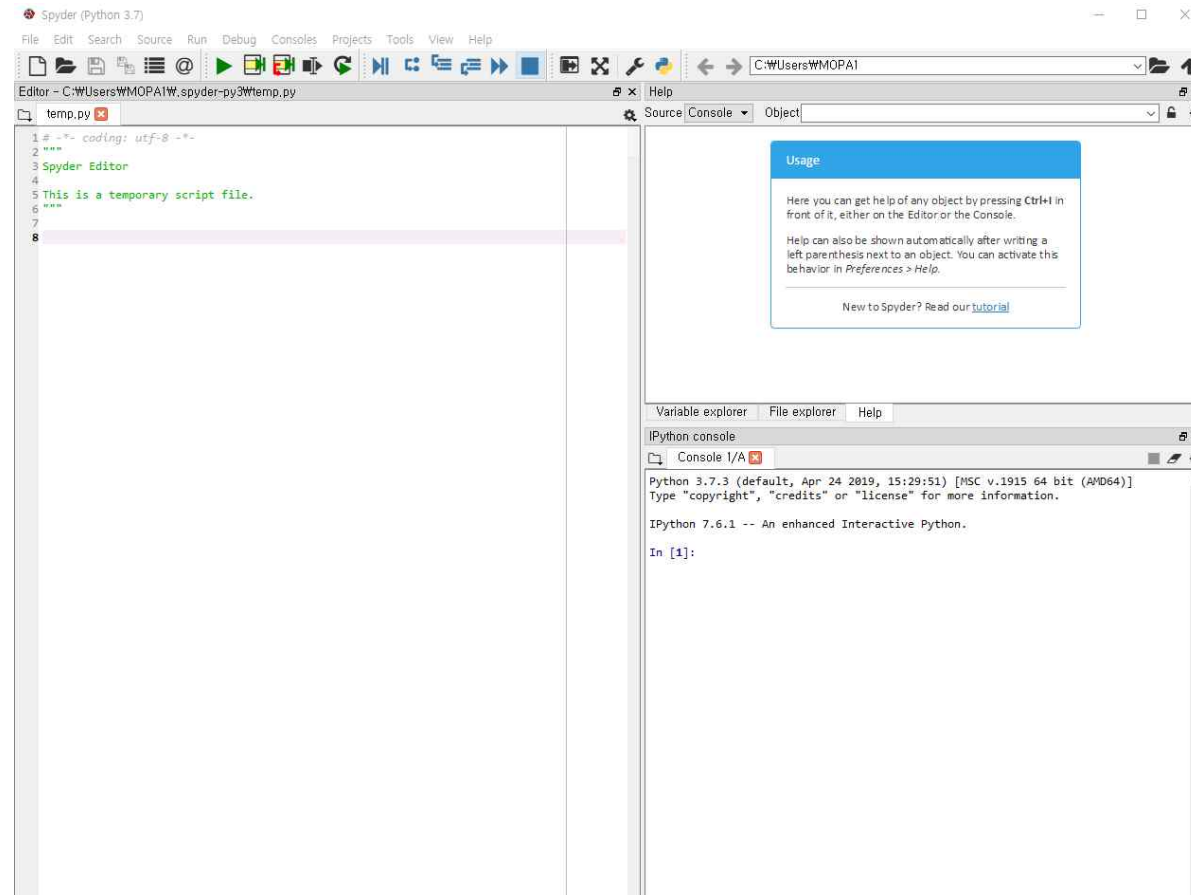 Spyder (Python 3.7)
File Edit Search Source Run Debug Consoles Projects Tools View Help
C:₩Users₩MOPA1
Editor - C:₩Users₩MOPA1₩.spyder-py3₩temp.py
temp.py
1 # -*- coding: utf-8 -*-
2 """
3 Spyder Editor
4
5 This is a temporary script file.
6 """
7
8
Help
Source Console Object
Usage
Here you can get help of any object by pressing Ctrl+I in
front of it, either on the Editor or the Console.
Help can also be shown automatically after writing a
left parenthesis next to an object. You can activate this
behavior in Preferences > Help.
New to Spyder? Read our tutorial
Variable explorer File explorer Help
IPython console
Console 1/A
Python 3.7.3 (default, Apr 24 2019, 15:29:51) [MSC v.1915 64 bit (AMD64)]
Type "copyright", "credits" or "license" for more information.
IPython 7.6.1 -- An enhanced Interactive Python.
In [1]: